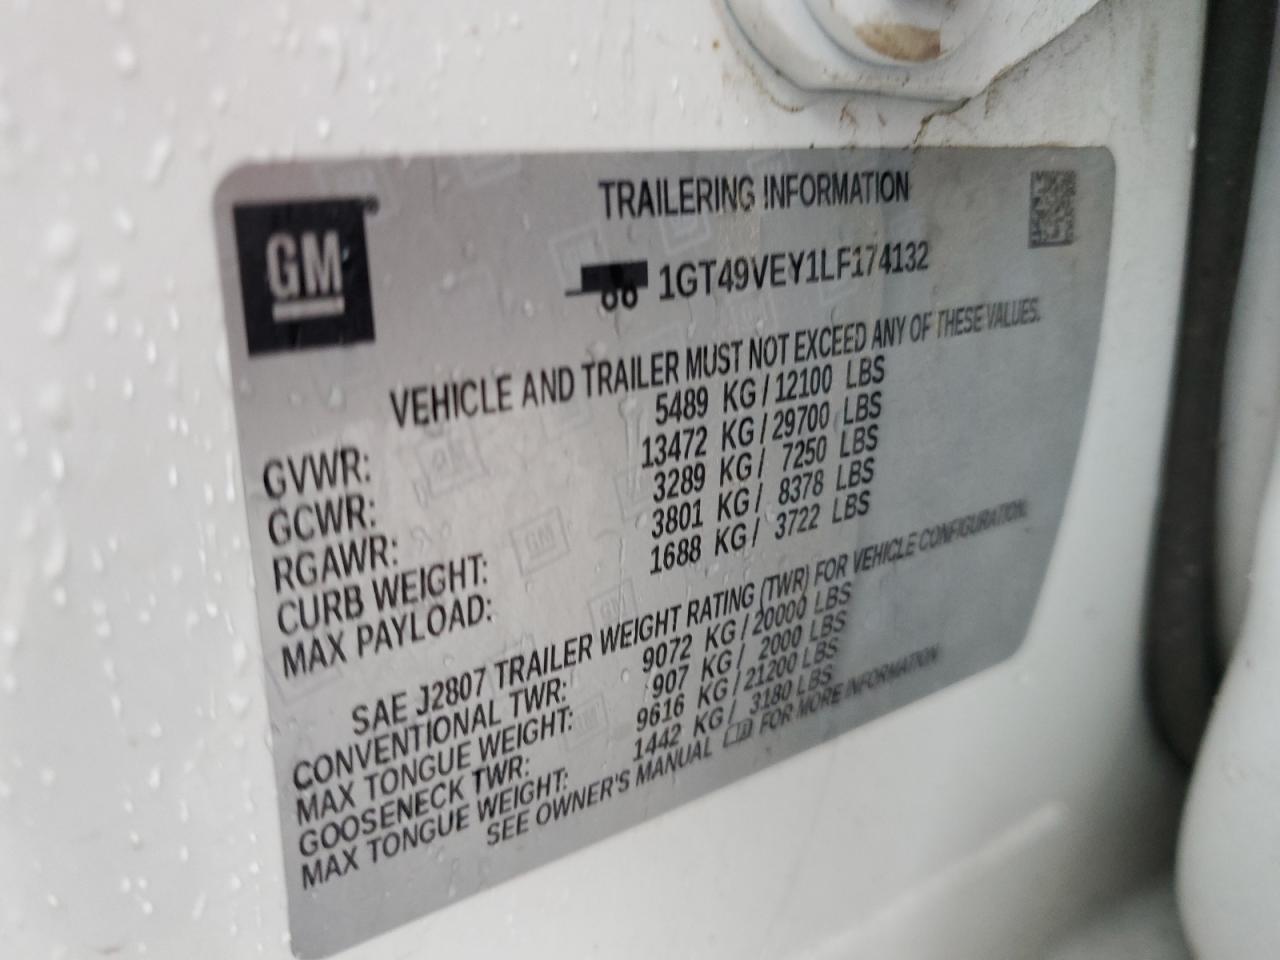 GM
TRAILERING INFORMATION
1GT49VEY1LF174132
VEHICLE AND TRAILER MUST NOT EXCEED ANY OF THESE VALUES.
GVWR: 5489 KG/12100 LBS
GCWR: 13472 KG/29700 LBS
RGAWR: 3289 KG/ 7250 LBS
CURB WEIGHT: 3801 KG/ 8378 LBS
MAX PAYLOAD: 1688 KG/ 3722 LBS
SAE J2807 TRAILER WEIGHT RATING (TWR) FOR VEHICLE CONFIGURATION.
CONVENTIONAL TWR: 9072 KG/20000 LBS
MAX TONGUE WEIGHT: 907 KG/ 2000 LBS
GOOSENECK TWR: 9616 KG/21200 LBS
MAX TONGUE WEIGHT: 1442 KG/ 3180 LBS
SEE OWNER'S MANUAL FOR MORE INFORMATION.